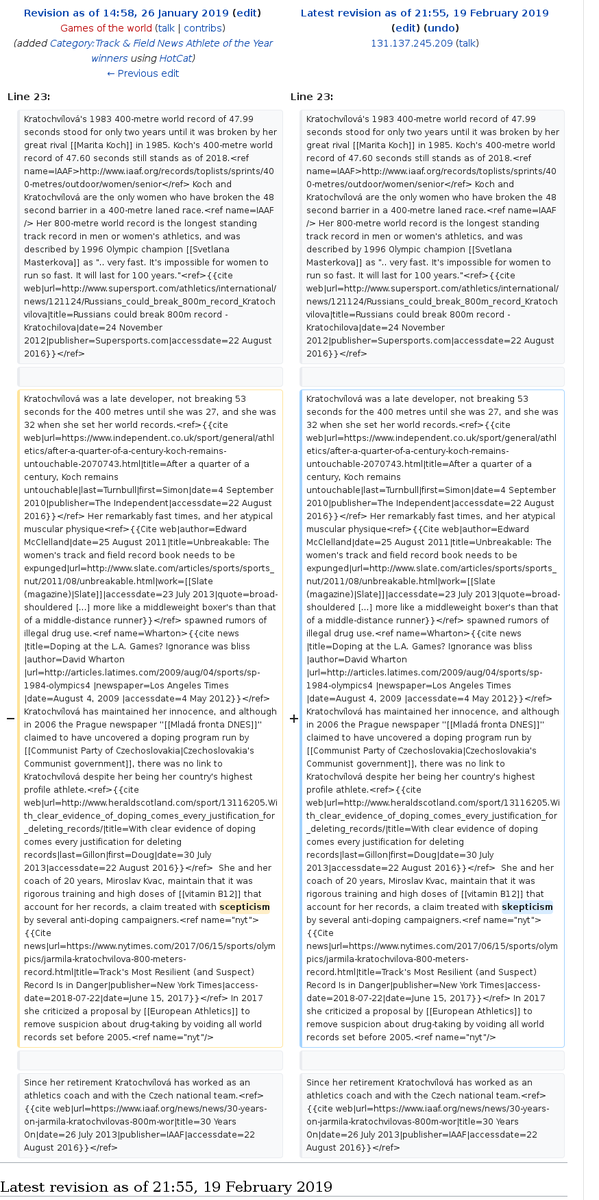 Revision as of 14:58, 26 January 2019 (edit)
Games of the world (talk | contribs)
(added Category:Track & Field News Athlete of the Year
winners using HotCat)
← Previous edit
Latest revision as of 21:55, 19 February 2019
(edit) (undo)
131.137.245.209 (talk)
Line 23:
Kratochvílová's 1983 400-metre world record of 47.99
seconds stood for only two years until it was broken by her
great rival [[Marita Koch]] in 1985. Koch's 400-metre world
record of 47.60 seconds still stands as of 2018.<ref
name=IAAF>http://www.iaaf.org/records/toplists/sprints/40
0-metres/outdoor/women/senior</ref> Koch and
Kratochvílová are the only women who have broken the 48
second barrier in a 400-metre laned race.<ref name=IAAF
/> Her 800-metre world record is the longest standing
track record in men or women's athletics, and was
described by 1996 Olympic champion [[Svetlana
Masterkova]] as ".. very fast. It's impossible for women to
run so fast. It will last for 100 years."<ref>{{cite
web|url=http://www.supersport.com/athletics/international/
news/121124/Russians_could_break_800m_record_Kratoch
vilova|title=Russians could break 800m record -
Kratochilova|date=24 November
2012|publisher=Supersports.com|accessdate=22 August
2016}}</ref>
Kratochvílová was a late developer, not breaking 53
seconds for the 400 metres until she was 27, and she was
32 when she set her world records.<ref>{{cite
web|url=https://www.independent.co.uk/sport/general/athl
etics/after-a-quarter-of-a-century-koch-remains-
untouchable-2070743.html|title=After a quarter of a
century, Koch remains
untouchable|last=Turnbull|first=Simon|date=4 September
2010|publisher=The Independent|accessdate=22 August
2016}}</ref> Her remarkably fast times, and her atypical
muscular physique<ref>{{Cite web|author=Edward
McClelland|date=25 August 2011|title=Unbreakable: The
women's track and field record book needs to be
expunged|url=http://www.slate.com/articles/sports/sports_
nut/2011/08/unbreakable.html|work=[[Slate
(magazine)|Slate]]|accessdate=23 July 2013|quote=broad-
shouldered [...] more like a middleweight boxer's than that
of a middle-distance runner}}</ref> spawned rumors of
illegal drug use.<ref name=Wharton>{{cite news
|title=Doping at the L.A. Games? Ignorance was bliss
|author=David Wharton
|url=http://articles.latimes.com/2009/aug/04/sports/sp-
1984-olympics4 |newspaper=Los Angeles Times
|date=August 4, 2009 |accessdate=4 May 2012}}</ref>
Kratochvílová has maintained her innocence, and although
in 2006 the Prague newspaper ''[[Mladá fronta DNES]]''
claimed to have uncovered a doping program run by
[[Communist Party of Czechoslovakia|Czechoslovakia's
Communist government]], there was no link to
Kratochvílová despite her being her country's highest
profile athlete.<ref>{{cite
web|url=http://www.heraldscotland.com/sport/13116205.Wi
th_clear_evidence_of_doping_comes_every_justification_for
_deleting_records/|title=With clear evidence of doping
comes every justification for deleting
records|last=Gillon|first=Doug|date=30 July
2013|accessdate=22 August 2016}}</ref>  She and her
coach of 20 years, Miroslav Kvac, maintain that it was
rigorous training and high doses of [[vitamin B12]] that
account for her records, a claim treated with scepticism
by several anti-doping campaigners.<ref name="nyt">
{{Cite
news|url=https://www.nytimes.com/2017/06/15/sports/olym
pics/jarmila-kratochvilova-800-meters-
record.html|title=Track's Most Resilient (and Suspect)
Record Is in Danger|publisher=New York Times|access-
date=2018-07-22|date=June 15, 2017}}</ref> In 2017
she criticized a proposal by [[European Athletics]] to
remove suspicion about drug-taking by voiding all world
records set before 2005.<ref name="nyt"/>
Since her retirement Kratochvílová has worked as an
athletics coach and with the Czech national team.<ref>
{{cite web|url=https://www.iaaf.org/news/news/30-years-
on-jarmila-kratochvilovas-800m-wor|title=30 Years
On|date=26 July 2013|publisher=IAAF|accessdate=22
August 2016}}</ref>
−
Line 23:
Kratochvílová's 1983 400-metre world record of 47.99
seconds stood for only two years until it was broken by her
great rival [[Marita Koch]] in 1985. Koch's 400-metre world
record of 47.60 seconds still stands as of 2018.<ref
name=IAAF>http://www.iaaf.org/records/toplists/sprints/40
0-metres/outdoor/women/senior</ref> Koch and
Kratochvílová are the only women who have broken the 48
second barrier in a 400-metre laned race.<ref name=IAAF
/> Her 800-metre world record is the longest standing
track record in men or women's athletics, and was
described by 1996 Olympic champion [[Svetlana
Masterkova]] as ".. very fast. It's impossible for women to
run so fast. It will last for 100 years."<ref>{{cite
web|url=http://www.supersport.com/athletics/international/
news/121124/Russians_could_break_800m_record_Kratoch
vilova|title=Russians could break 800m record -
Kratochilova|date=24 November
2012|publisher=Supersports.com|accessdate=22 August
2016}}</ref>
+
Kratochvílová was a late developer, not breaking 53
seconds for the 400 metres until she was 27, and she was
32 when she set her world records.<ref>{{cite
web|url=https://www.independent.co.uk/sport/general/athl
etics/after-a-quarter-of-a-century-koch-remains-
untouchable-2070743.html|title=After a quarter of a
century, Koch remains
untouchable|last=Turnbull|first=Simon|date=4 September
2010|publisher=The Independent|accessdate=22 August
2016}}</ref> Her remarkably fast times, and her atypical
muscular physique<ref>{{Cite web|author=Edward
McClelland|date=25 August 2011|title=Unbreakable: The
women's track and field record book needs to be
expunged|url=http://www.slate.com/articles/sports/sports_
nut/2011/08/unbreakable.html|work=[[Slate
(magazine)|Slate]]|accessdate=23 July 2013|quote=broad-
shouldered [...] more like a middleweight boxer's than that
of a middle-distance runner}}</ref> spawned rumors of
illegal drug use.<ref name=Wharton>{{cite news
|title=Doping at the L.A. Games? Ignorance was bliss
|author=David Wharton
|url=http://articles.latimes.com/2009/aug/04/sports/sp-
1984-olympics4 |newspaper=Los Angeles Times
|date=August 4, 2009 |accessdate=4 May 2012}}</ref>
Kratochvílová has maintained her innocence, and although
in 2006 the Prague newspaper ''[[Mladá fronta DNES]]''
claimed to have uncovered a doping program run by
[[Communist Party of Czechoslovakia|Czechoslovakia's
Communist government]], there was no link to
Kratochvílová despite her being her country's highest
profile athlete.<ref>{{cite
web|url=http://www.heraldscotland.com/sport/13116205.Wi
th_clear_evidence_of_doping_comes_every_justification_for
_deleting_records/|title=With clear evidence of doping
comes every justification for deleting
records|last=Gillon|first=Doug|date=30 July
2013|accessdate=22 August 2016}}</ref>  She and her
coach of 20 years, Miroslav Kvac, maintain that it was
rigorous training and high doses of [[vitamin B12]] that
account for her records, a claim treated with skepticism
by several anti-doping campaigners.<ref name="nyt">
{{Cite
news|url=https://www.nytimes.com/2017/06/15/sports/olym
pics/jarmila-kratochvilova-800-meters-
record.html|title=Track's Most Resilient (and Suspect)
Record Is in Danger|publisher=New York Times|access-
date=2018-07-22|date=June 15, 2017}}</ref> In 2017
she criticized a proposal by [[European Athletics]] to
remove suspicion about drug-taking by voiding all world
records set before 2005.<ref name="nyt"/>
Since her retirement Kratochvílová has worked as an
athletics coach and with the Czech national team.<ref>
{{cite web|url=https://www.iaaf.org/news/news/30-years-
on-jarmila-kratochvilovas-800m-wor|title=30 Years
On|date=26 July 2013|publisher=IAAF|accessdate=22
August 2016}}</ref>
Latest revision as of 21:55, 19 February 2019